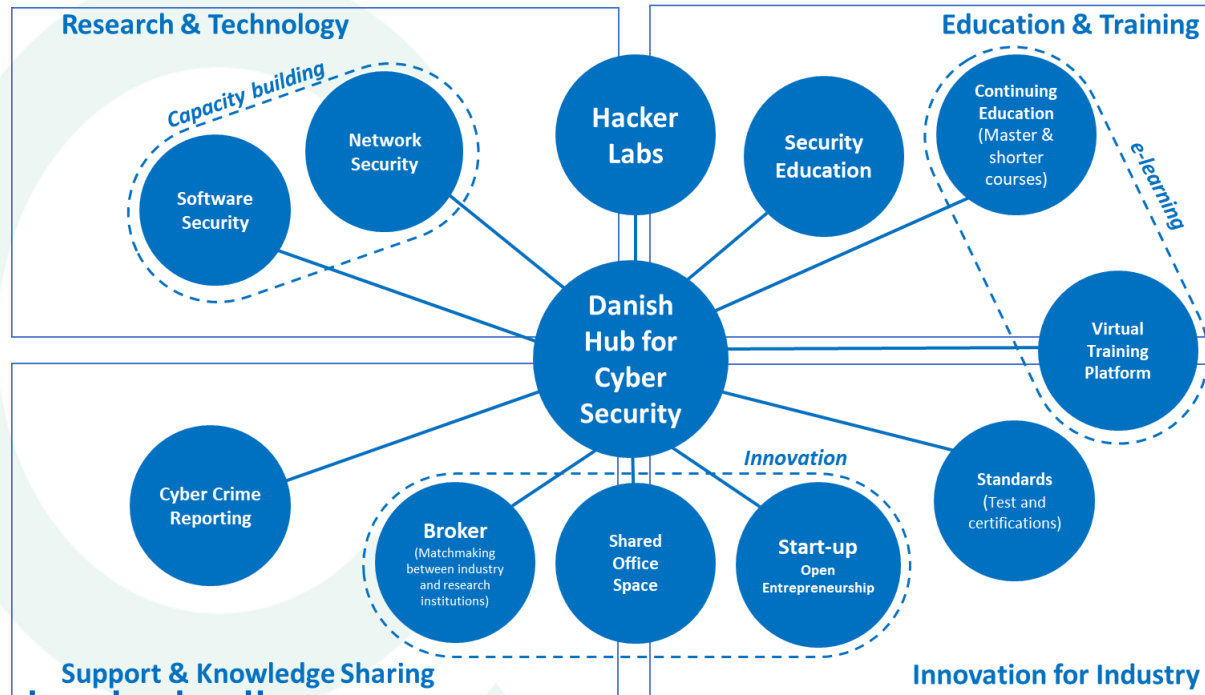 Research & Technology
Education & Training
Capacity building
Network
Security
Software
Security
Hacker
Labs
Security
Education
Continuing
Education
(Master &
shorter
courses)
e-learning
Danish
Hub for
Cyber
Security
Virtual
Training
Platform
Cyber Crime
Reporting
Innovation
Broker
(Matchmaking
between industry
and research
institutions)
Shared
Office
Space
Start-up
Open
Entrepreneurship
Standards
(Test and
certifications)
Support & Knowledge Sharing
Innovation for Industry